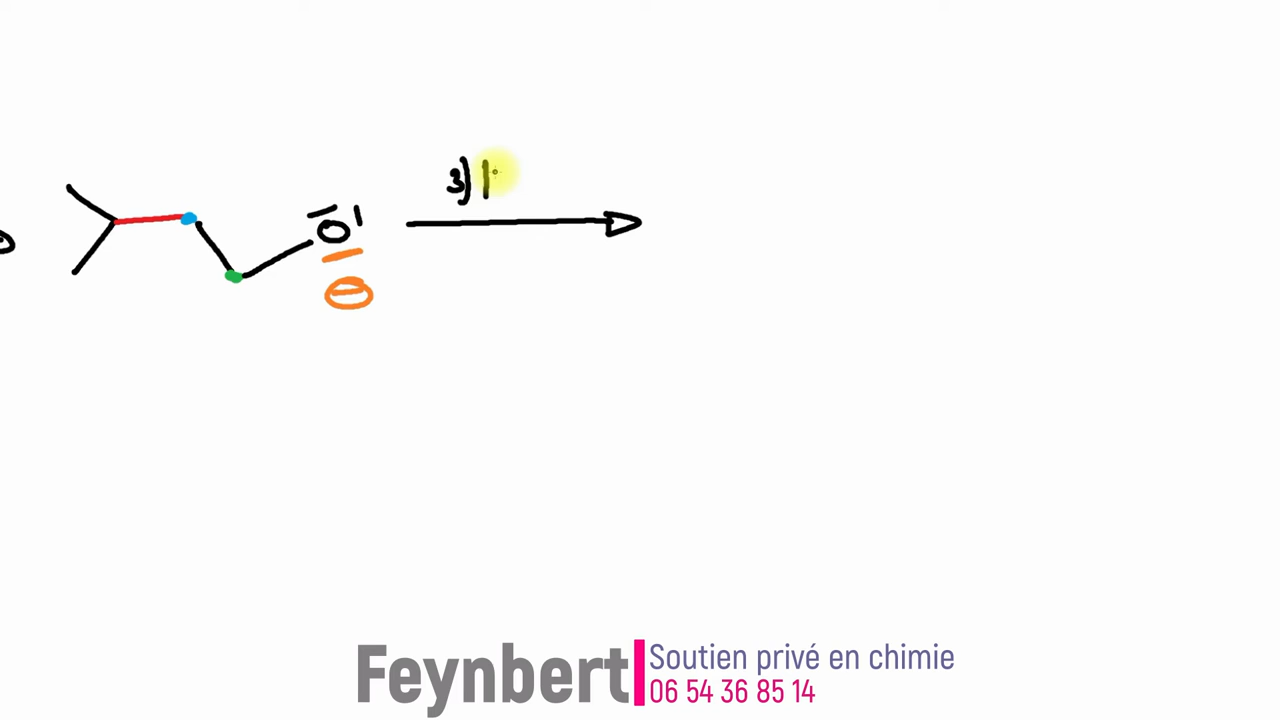 3)
O
⊖
Feynbert
Soutien privé en chimie
06 54 36 85 14